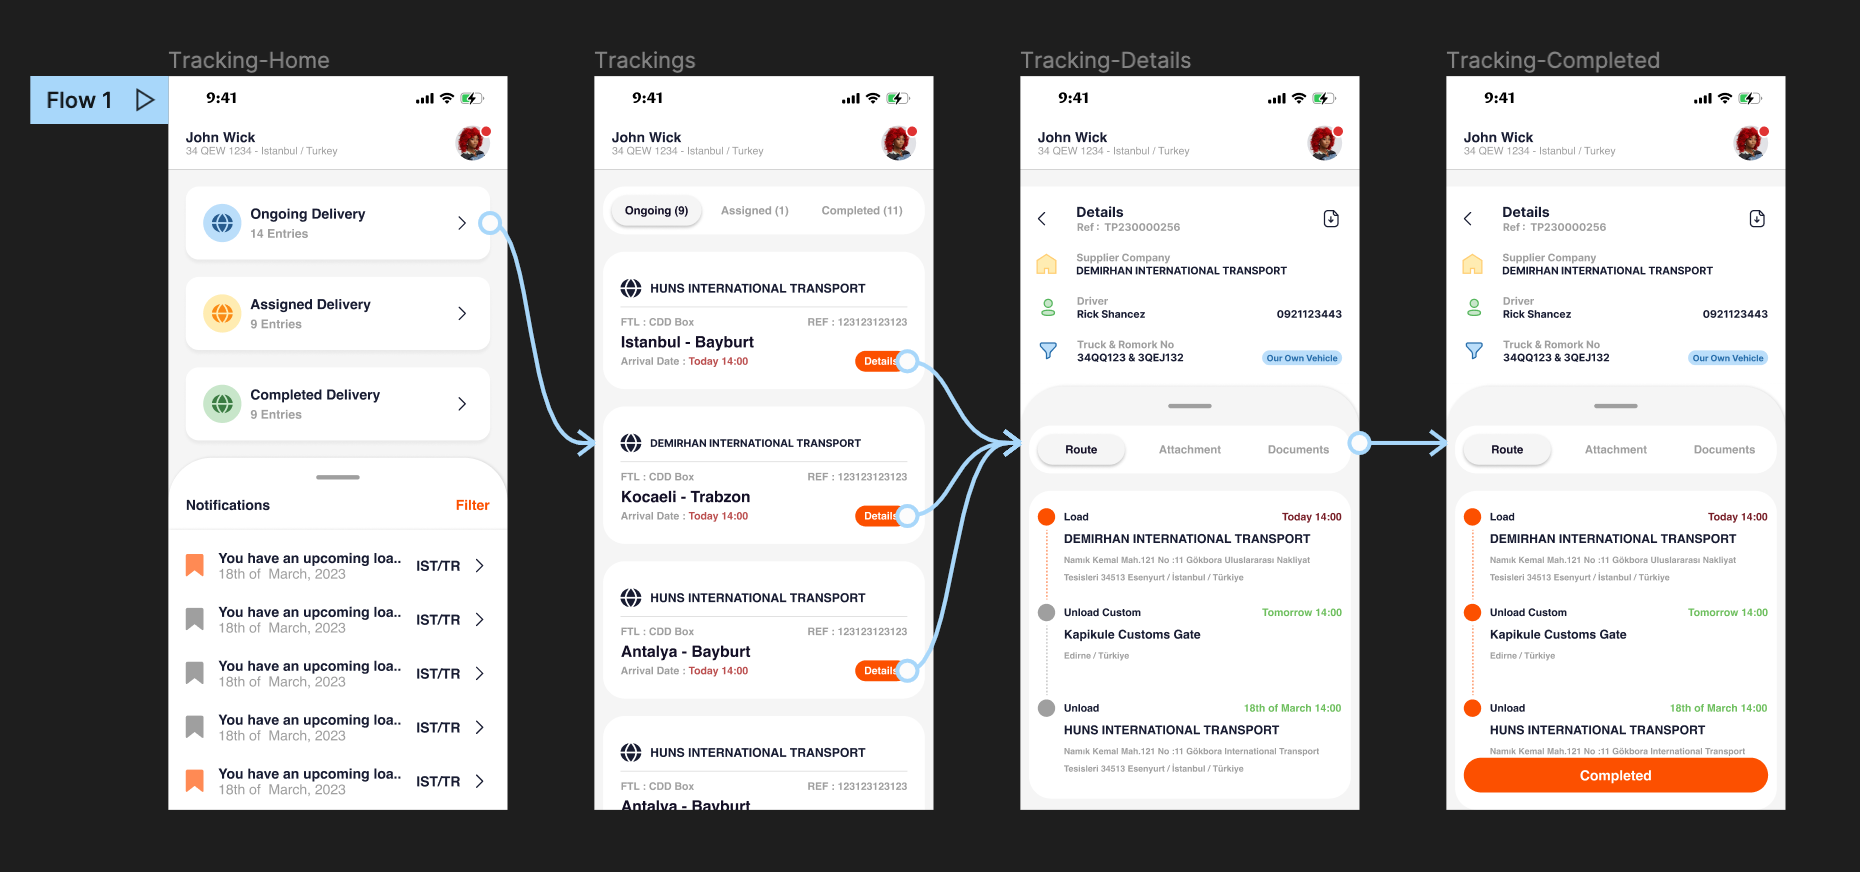 Tracking-Home
Flow 1
9:41
John Wick
34 QEW 1234 - Istanbul / Turkey
Ongoing Delivery
14 Entries
Assigned Delivery
9 Entries
Completed Delivery
9 Entries
Notifications Filter
You have an upcoming loa.. IST/TR
18th of March, 2023
You have an upcoming loa.. IST/TR
18th of March, 2023
You have an upcoming loa.. IST/TR
18th of March, 2023
You have an upcoming loa.. IST/TR
18th of March, 2023
You have an upcoming loa.. IST/TR
18th of March, 2023
Trackings
9:41
John Wick
34 QEW 1234 - Istanbul / Turkey
Ongoing (9) Assigned (1) Completed (11)
HUNS INTERNATIONAL TRANSPORT
FTL : CDD Box REF : 123123123123
Istanbul - Bayburt
Arrival Date : Today 14:00 Details
DEMIRHAN INTERNATIONAL TRANSPORT
FTL : CDD Box REF : 123123123123
Kocaeli - Trabzon
Arrival Date : Today 14:00 Details
HUNS INTERNATIONAL TRANSPORT
FTL : CDD Box REF : 123123123123
Antalya - Bayburt
Arrival Date : Today 14:00 Details
HUNS INTERNATIONAL TRANSPORT
FTL : CDD Box REF : 123123123123
Antalya - Bayburt
Tracking-Details
9:41
John Wick
34 QEW 1234 - Istanbul / Turkey
Details
Ref : TP230000256
Supplier Company
DEMIRHAN INTERNATIONAL TRANSPORT
Driver
Rick Shancez 0921123443
Truck & Romork No
34QQ123 & 3QEJ132 Our Own Vehicle
Route Attachment Documents
Load Today 14:00
DEMIRHAN INTERNATIONAL TRANSPORT
Namık Kemal Mah.121 No :11 Gökbora Uluslararası Nakliyat
Tesisleri 34513 Esenyurt / İstanbul / Türkiye
Unload Custom Tomorrow 14:00
Kapikule Customs Gate
Edirne / Türkiye
Unload 18th of March 14:00
HUNS INTERNATIONAL TRANSPORT
Namık Kemal Mah.121 No :11 Gökbora International Transport
Tesisleri 34513 Esenyurt / İstanbul / Türkiye
Tracking-Completed
9:41
John Wick
34 QEW 1234 - Istanbul / Turkey
Details
Ref : TP230000256
Supplier Company
DEMIRHAN INTERNATIONAL TRANSPORT
Driver
Rick Shancez 0921123443
Truck & Romork No
34QQ123 & 3QEJ132 Our Own Vehicle
Route Attachment Documents
Load Today 14:00
DEMIRHAN INTERNATIONAL TRANSPORT
Namık Kemal Mah.121 No :11 Gökbora Uluslararası Nakliyat
Tesisleri 34513 Esenyurt / İstanbul / Türkiye
Unload Custom Tomorrow 14:00
Kapikule Customs Gate
Edirne / Türkiye
Unload 18th of March 14:00
HUNS INTERNATIONAL TRANSPORT
Namık Kemal Mah.121 No :11 Gökbora International Transport
Completed